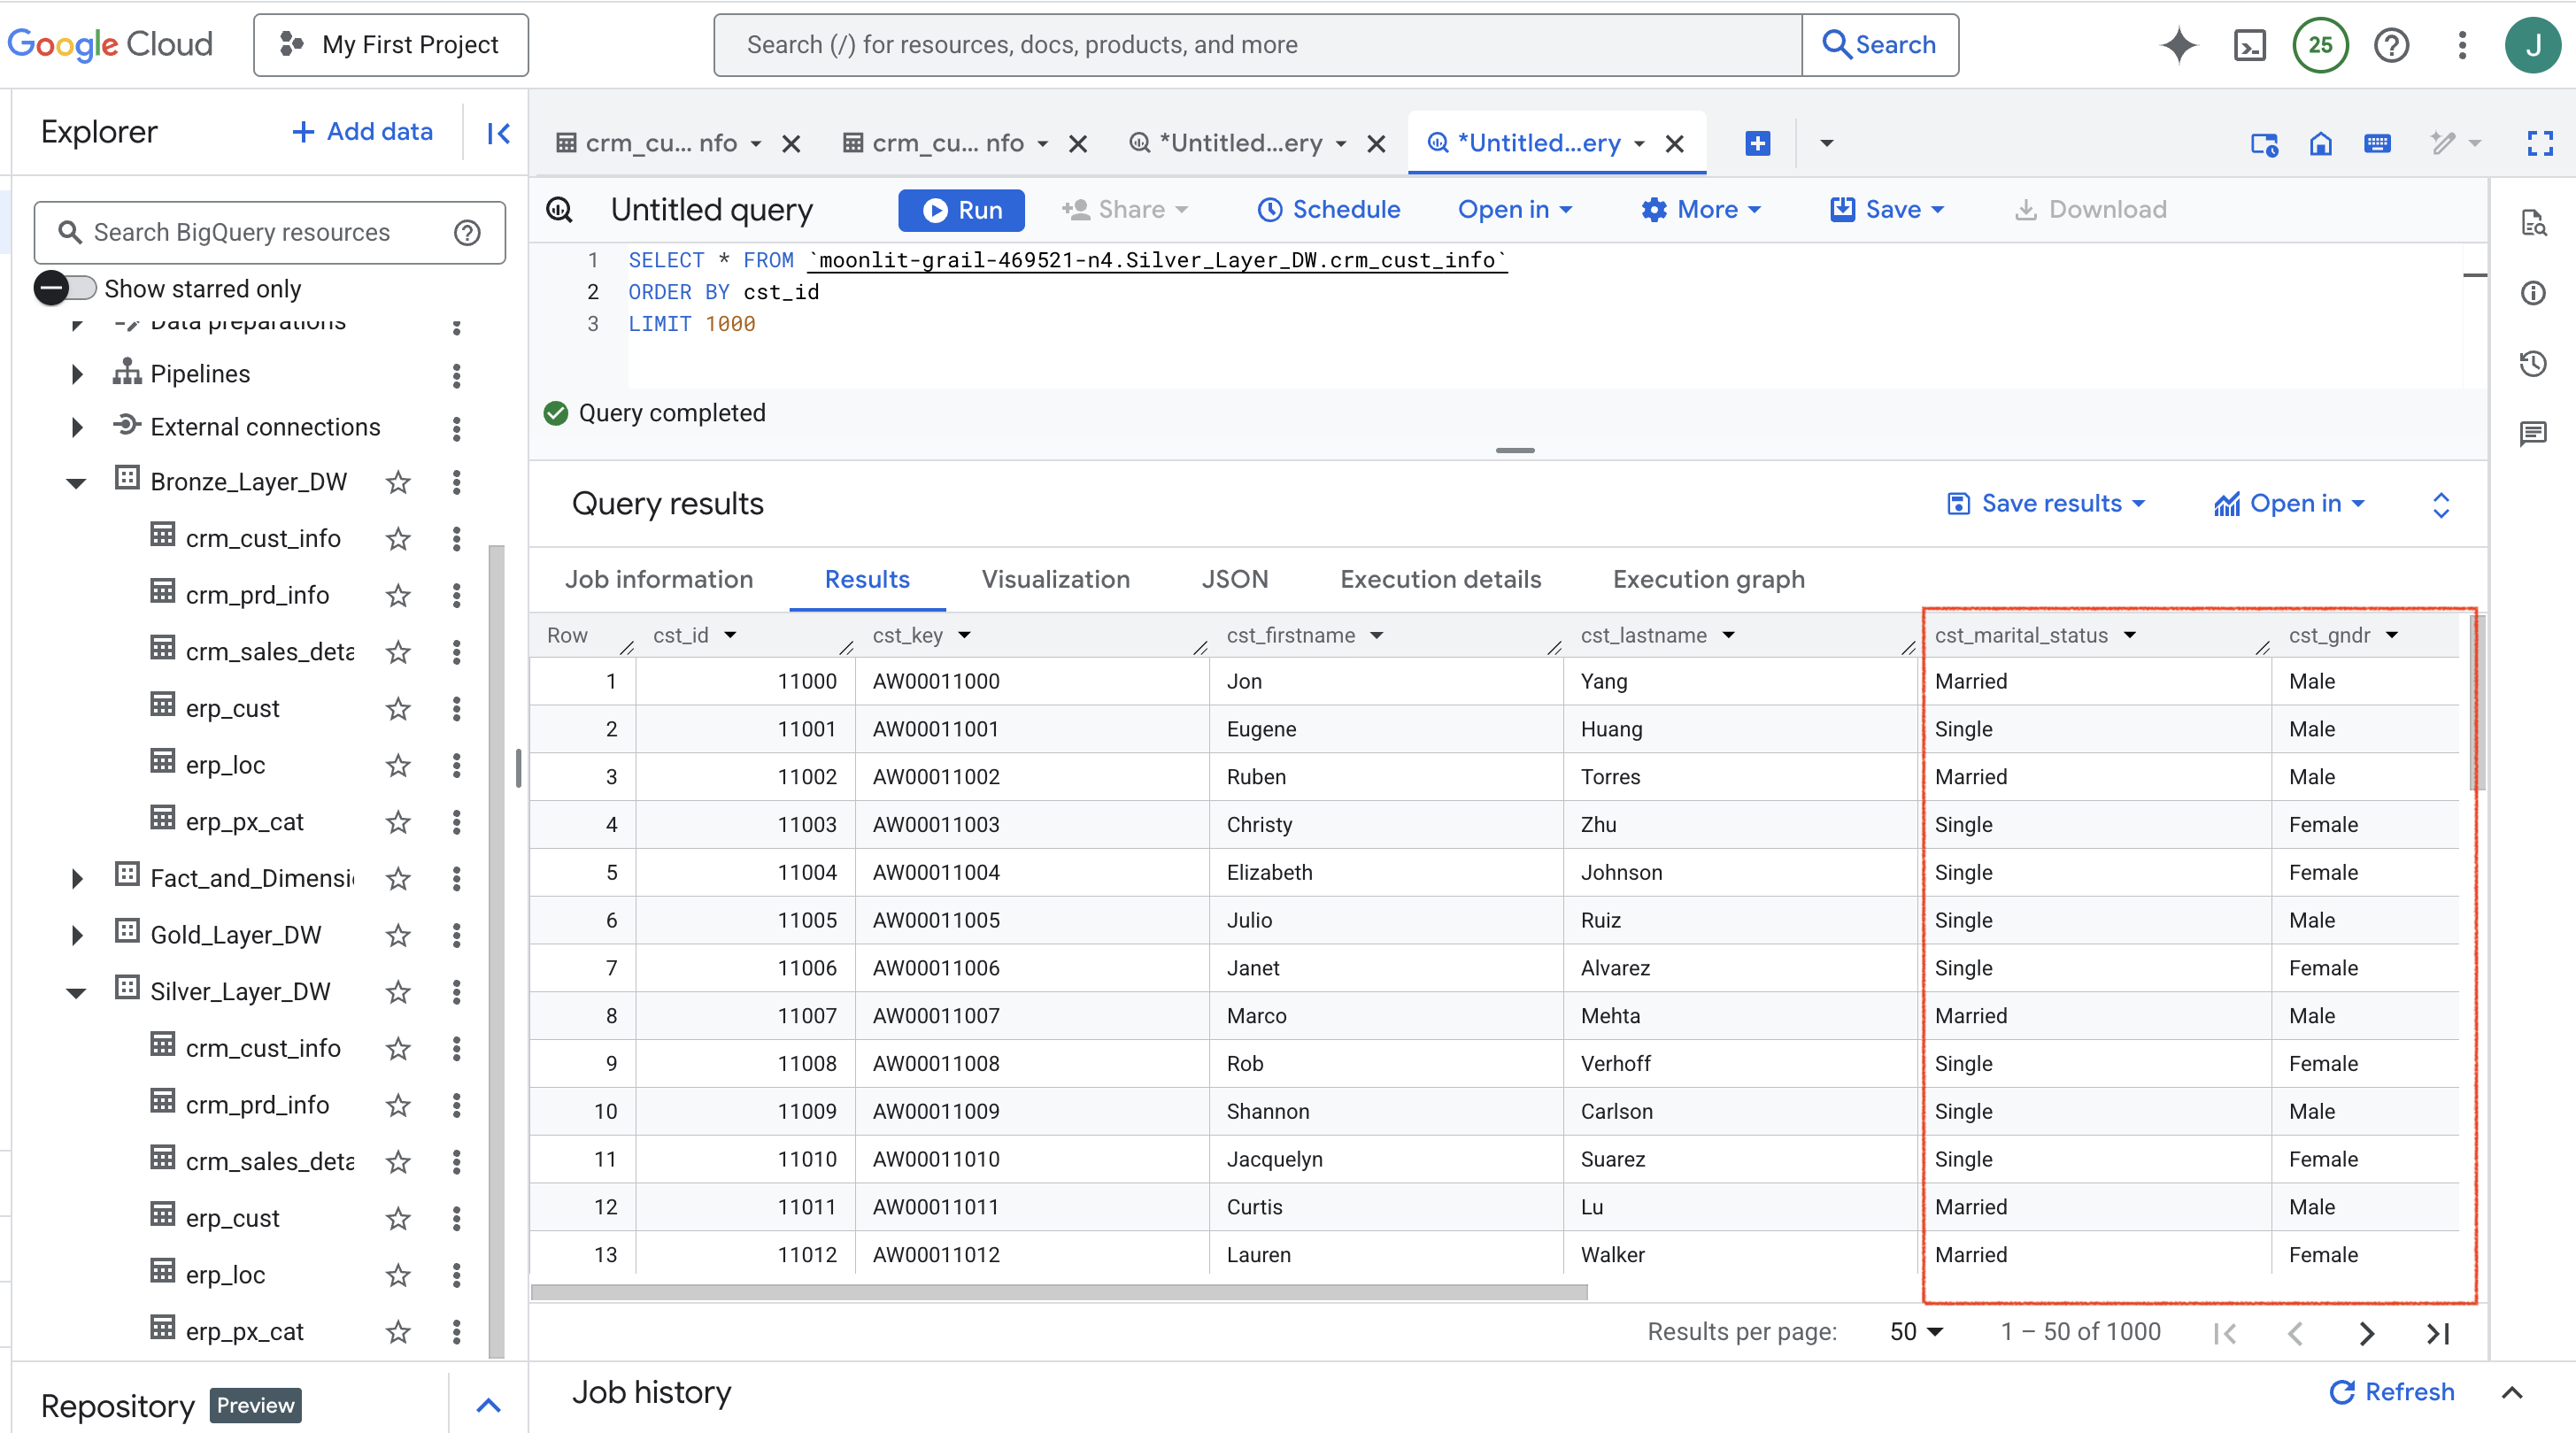 Google Cloud
My First Project
Search (/) for resources, docs, products, and more
Search
25
J
Explorer
+ Add data
crm_cu... nfo
crm_cu... nfo
*Untitled...ery
*Untitled...ery
Search BigQuery resources
Show starred only
Data preparations
Pipelines
External connections
Bronze_Layer_DW
crm_cust_info
crm_prd_info
crm_sales_deta
erp_cust
erp_loc
erp_px_cat
Fact_and_Dimensi
Gold_Layer_DW
Silver_Layer_DW
crm_cust_info
crm_prd_info
crm_sales_deta
erp_cust
erp_loc
erp_px_cat
Repository Preview
Untitled query
Run
Share
Schedule
Open in
More
Save
Download
1 SELECT * FROM `moonlit-grail-469521-n4.Silver_Layer_DW.crm_cust_info`
2 ORDER BY cst_id
3 LIMIT 1000
Query completed
Query results
Save results
Open in
Job information Results Visualization JSON Execution details Execution graph
Row cst_id cst_key cst_firstname cst_lastname cst_marital_status cst_gndr
1 11000 AW00011000 Jon Yang Married Male
2 11001 AW00011001 Eugene Huang Single Male
3 11002 AW00011002 Ruben Torres Married Male
4 11003 AW00011003 Christy Zhu Single Female
5 11004 AW00011004 Elizabeth Johnson Single Female
6 11005 AW00011005 Julio Ruiz Single Male
7 11006 AW00011006 Janet Alvarez Single Female
8 11007 AW00011007 Marco Mehta Married Male
9 11008 AW00011008 Rob Verhoff Single Female
10 11009 AW00011009 Shannon Carlson Single Male
11 11010 AW00011010 Jacquelyn Suarez Single Female
12 11011 AW00011011 Curtis Lu Married Male
13 11012 AW00011012 Lauren Walker Married Female
Results per page: 50 1 – 50 of 1000
Job history
Refresh